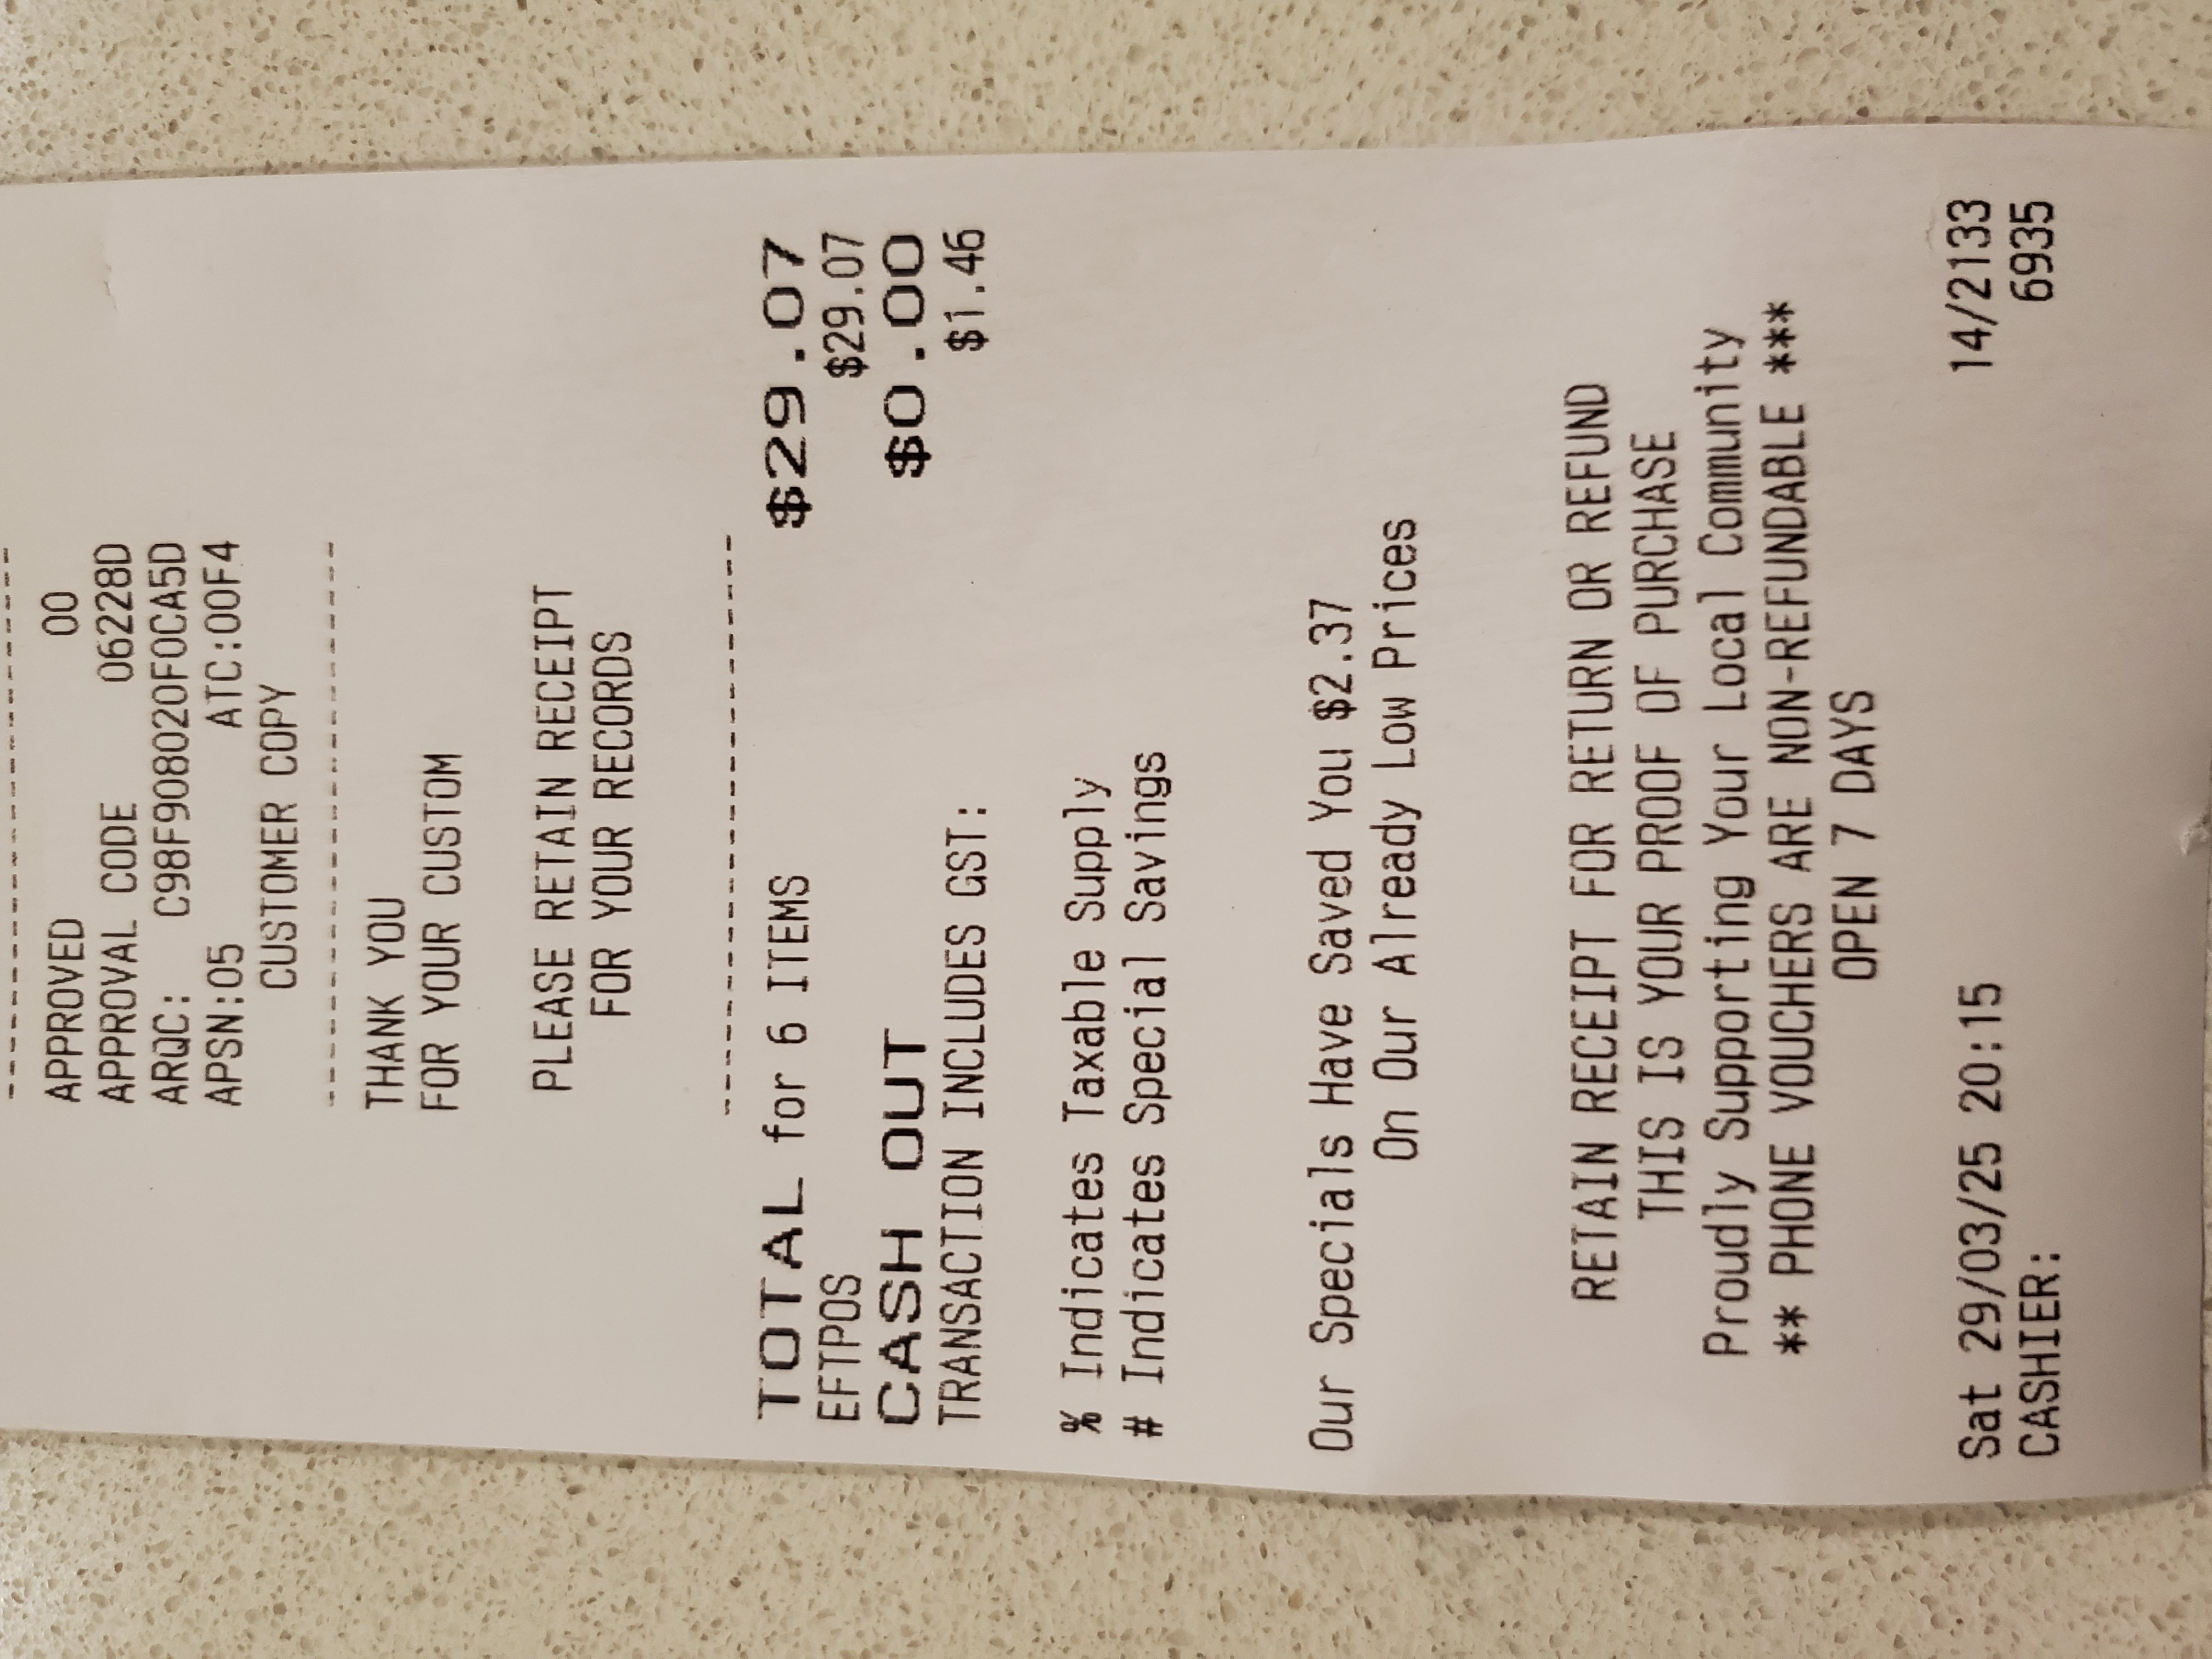 APPROVED 00
APPROVAL CODE 06228D
ARQC: C98F908020F0CA5D
APSN:05 ATC:00F4
CUSTOMER COPY
THANK YOU
FOR YOUR CUSTOM
PLEASE RETAIN RECEIPT
FOR YOUR RECORDS
TOTAL for 6 ITEMS $29.07
EFTPOS $29.07
CASH OUT $0.00
TRANSACTION INCLUDES GST: $1.46
% Indicates Taxable Supply
# Indicates Special Savings
Our Specials Have Saved You $2.37
On Our Already Low Prices
RETAIN RECEIPT FOR RETURN OR REFUND
THIS IS YOUR PROOF OF PURCHASE
Proudly Supporting Your Local Community
** PHONE VOUCHERS ARE NON-REFUNDABLE ***
OPEN 7 DAYS
Sat 29/03/25 20:15 14/2133
CASHIER: 6935